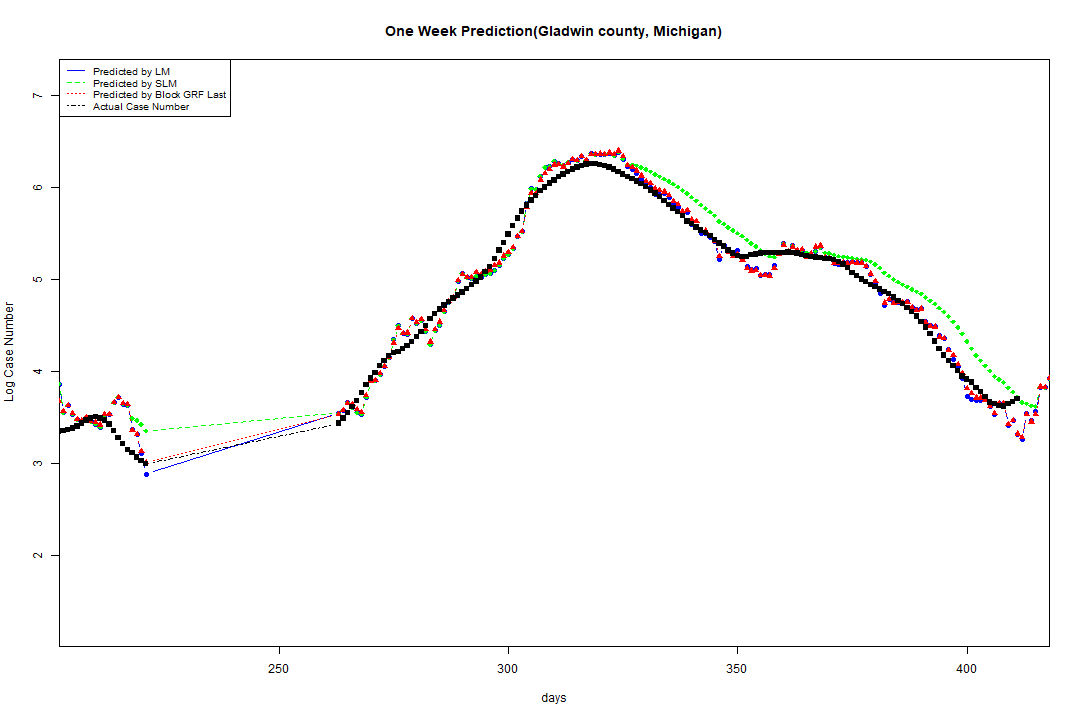 One Week Prediction(Gladwin county, Michigan)
Predicted by LM
Predicted by SLM
Predicted by Block GRF Last
Actual Case Number
7
6
5
4
3
2
Log Case Number
250 300 350 400
days